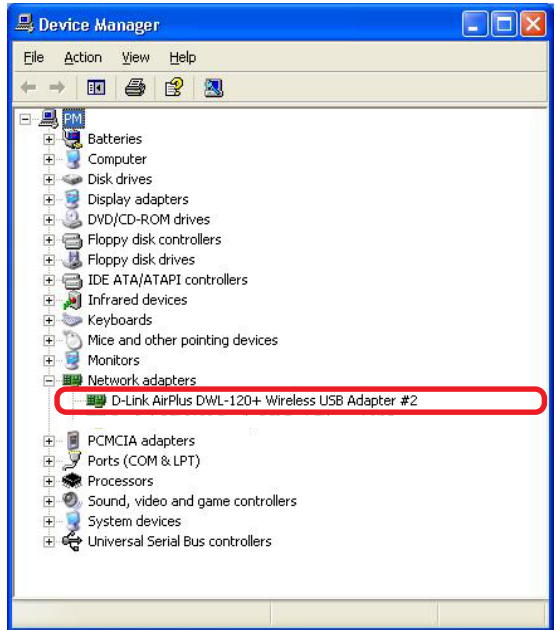 Device Manager
File Action View Help
PM
Batteries
Computer
Disk drives
Display adapters
DVD/CD-ROM drives
Floppy disk controllers
Floppy disk drives
IDE ATA/ATAPI controllers
Infrared devices
Keyboards
Mice and other pointing devices
Monitors
Network adapters
D-Link AirPlus DWL-120+ Wireless USB Adapter #2
PCMCIA adapters
Ports (COM & LPT)
Processors
Sound, video and game controllers
System devices
Universal Serial Bus controllers